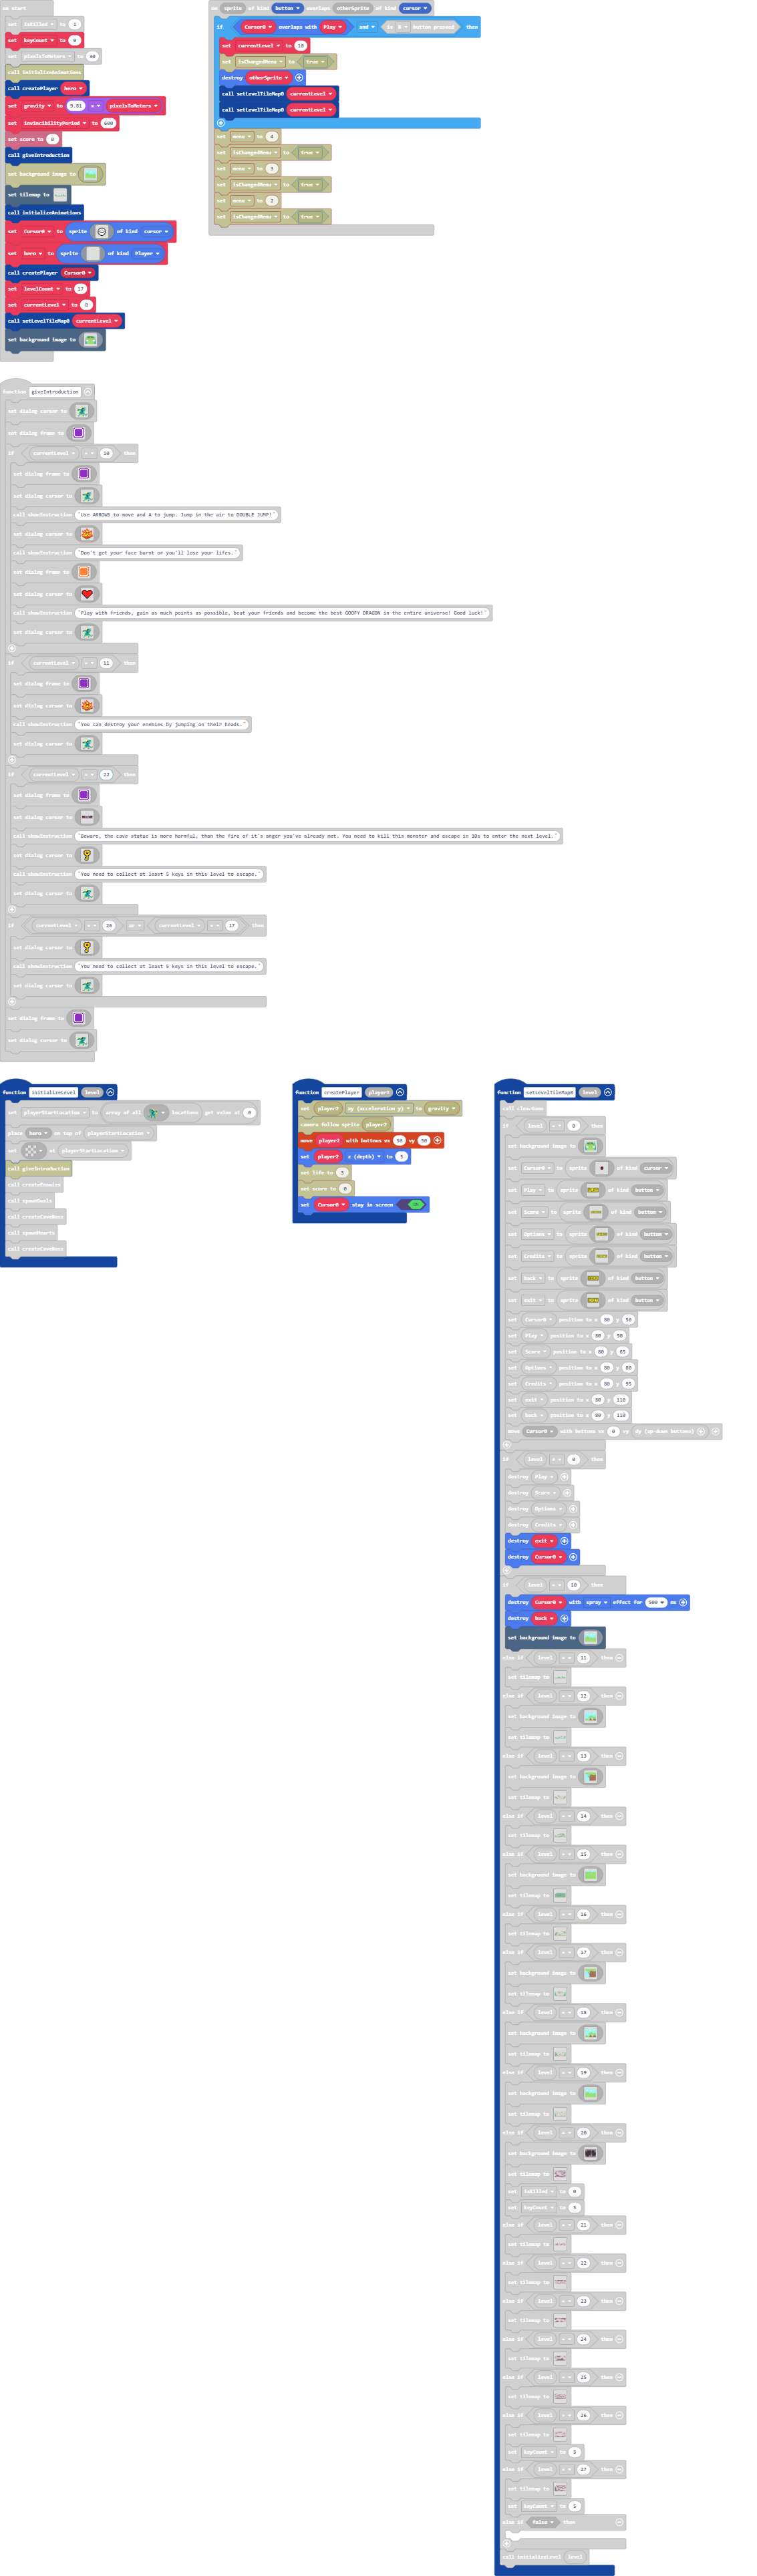 on start
set isKilled to 1
set keyCount to 0
set pixelsToMeters to 30
call initializeAnimations
call createPlayer hero
set gravity to 9.81 × pixelsToMeters
set invincibilityPeriod to 600
set score to 0
call giveIntroduction
set background image to
set tilemap to
call initializeAnimations
set Cursor0 to sprite of kind cursor
set hero to sprite of kind Player
call createPlayer Cursor0
set levelCount to 17
set currentLevel to 0
call setLevelTileMap0 currentLevel
set background image to
on sprite of kind button overlaps otherSprite of kind cursor
if Cursor0 overlaps with Play and is button pressed then
set currentLevel to 10
set isChangedMenu to true
destroy otherSprite
call setLevelTileMap0 currentLevel
call setLevelTileMap0 currentLevel
set menu to 4
set isChangedMenu to true
set menu to 3
set isChangedMenu to true
set menu to 2
set isChangedMenu to true
function giveIntroduction
set dialog cursor to
set dialog frame to
if currentLevel = 10 then
set dialog frame to
set dialog cursor to
call showInstruction "Use ARROWS to move and A to jump. Jump in the air to DOUBLE JUMP!"
set dialog cursor to
call showInstruction "Don't get your face burnt or you'll lose your lifes."
set dialog frame to
set dialog cursor to
call showInstruction "Play with friends, gain as much points as possible, beat your friends and become the best GOOFY DRAGON in the entire universe! Good luck!"
set dialog cursor to
if currentLevel = 11 then
set dialog frame to
set dialog cursor to
call showInstruction "You can destroy your enemies by jumping on their heads."
set dialog cursor to
if currentLevel = 22 then
set dialog frame to
set dialog cursor to
call showInstruction "Beware, the cave statue is more harmful, than the fire of it's anger you've already met. You need to kill this monster and escape in 30s to enter the next level."
set dialog cursor to
call showInstruction "You need to collect at least 5 keys in this level to escape."
set dialog cursor to
if currentLevel = 26 or currentLevel = 17 then
set dialog cursor to
call showInstruction "You need to collect at least 5 keys in this level to escape."
set dialog cursor to
set dialog frame to
set dialog cursor to
function initializeLevel level
set playerStartLocation to array of all locations get value at 0
place hero on top of playerStartLocation
set at playerStartLocation
call giveIntroduction
call createEnemies
call spawnGoals
call createCaveBoss
call spawnHearts
call createCaveBoss
function createPlayer player2
set player2 ay (acceleration y) to gravity
camera follow sprite player2
move player2 with buttons vx 50 vy 50
set player2 z (depth) to 1
set life to 3
set score to 0
set Cursor0 stay in screen
function setLevelTileMap0 level
call clearGame
if level = 0 then
set background image to
set Cursor0 to sprite of kind cursor
set Play to sprite of kind button
set Score to sprite of kind button
set Options to sprite of kind button
set Credits to sprite of kind button
set back to sprite of kind button
set exit to sprite of kind button
set Cursor0 position to x 80 y 50
set Play position to x 80 y 50
set Score position to x 80 y 65
set Options position to x 80 y 80
set Credits position to x 80 y 95
set exit position to x 80 y 110
set back position to x 80 y 110
move Cursor0 with buttons vx 0 vy dy (up-down buttons)
if level ≠ 0 then
destroy Play
destroy Score
destroy Options
destroy Credits
destroy exit
destroy Cursor0
if level = 10 then
destroy Cursor0 with spray effect for 500 ms
destroy back
set background image to
else if level = 11 then
set tilemap to
else if level = 12 then
set background image to
set tilemap to
else if level = 13 then
set background image to
set tilemap to
else if level = 14 then
set tilemap to
else if level = 15 then
set background image to
set tilemap to
else if level = 16 then
set tilemap to
else if level = 17 then
set background image to
set tilemap to
else if level = 18 then
set background image to
set tilemap to
else if level = 19 then
set background image to
set tilemap to
else if level = 20 then
set background image to
set tilemap to
set isKilled to 0
set keyCount to 5
else if level = 21 then
set tilemap to
else if level = 22 then
set tilemap to
else if level = 23 then
set tilemap to
else if level = 24 then
set tilemap to
else if level = 25 then
set tilemap to
else if level = 26 then
set tilemap to
set keyCount to 5
else if level = 27 then
set tilemap to
set keyCount to 5
else if false then
call initializeLevel level